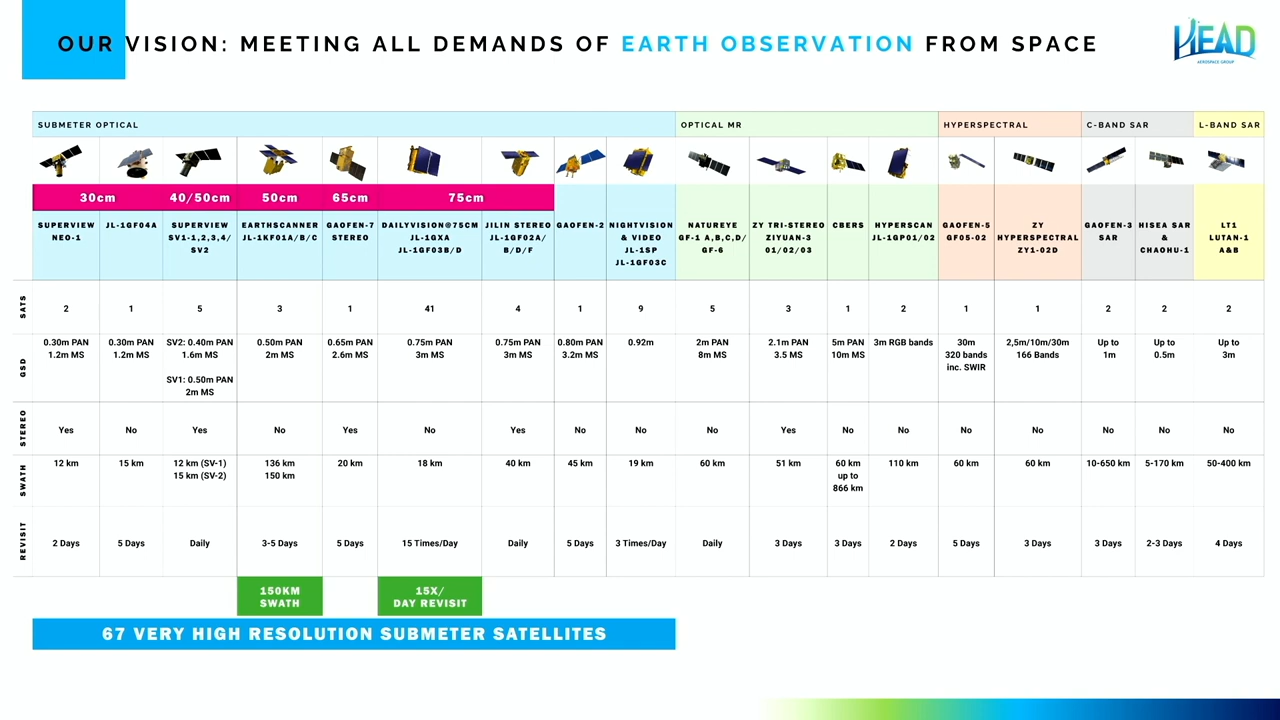 OUR VISION: MEETING ALL DEMANDS OF EARTH OBSERVATION FROM SPACE
HEAD
AEROSPACE GROUP
SUBMETER OPTICAL
OPTICAL MR
HYPERSPECTRAL
C-BAND SAR
L-BAND SAR
30cm
40/50cm
50cm
65cm
75cm
SUPERVIEW
NEO-1
JL-1GF04A
SUPERVIEW
SV1-1,2,3,4/
SV2
EARTHSCANNER
JL-1KF01A/B/C
GAOFEN-7
STEREO
DAILYVISION@75CM
JL-1GXA
JL-1GF03B/D
JILIN STEREO
JL-1GF02A/
B/D/F
GAOFEN-2
NIGHTVISION
& VIDEO
JL-1SP
JL-1GF03C
NATUREYE
GF-1 A,B,C,D/
GF-6
ZY TRI-STEREO
ZIYUAN-3
01/02/03
CBERS
HYPERSCAN
JL-1GP01/02
GAOFEN-5
GF05-02
ZY
HYPERSPECTRAL
ZY1-02D
GAOFEN-3
SAR
HISEA SAR
&
CHAOHU-1
LT1
LUTAN-1
A&B
SATS
2
1
5
3
1
41
4
1
9
5
3
1
2
1
1
2
2
2
GSD
0.30m PAN
1.2m MS
0.30m PAN
1.2m MS
SV2: 0.40m PAN
1.6m MS
SV1: 0.50m PAN
2m MS
0.50m PAN
2m MS
0.65m PAN
2.6m MS
0.75m PAN
3m MS
0.75m PAN
3m MS
0.80m PAN
3.2m MS
0.92m
2m PAN
8m MS
2.1m PAN
3.5 MS
5m PAN
10m MS
3m RGB bands
30m
320 bands
inc. SWIR
2,5m/10m/30m
166 Bands
Up to
1m
Up to
0.5m
Up to
3m
STEREO
Yes
No
Yes
No
Yes
No
Yes
No
No
No
Yes
No
No
No
No
No
No
No
SWATH
12 km
15 km
12 km (SV-1)
15 km (SV-2)
136 km
150 km
20 km
18 km
40 km
45 km
19 km
60 km
51 km
60 km
up to
866 km
110 km
60 km
60 km
10-650 km
5-170 km
50-400 km
REVISIT
2 Days
5 Days
Daily
3-5 Days
5 Days
15 Times/Day
Daily
5 Days
3 Times/Day
Daily
3 Days
3 Days
2 Days
5 Days
3 Days
3 Days
2-3 Days
4 Days
150KM
SWATH
15X/
DAY REVISIT
67 VERY HIGH RESOLUTION SUBMETER SATELLITES